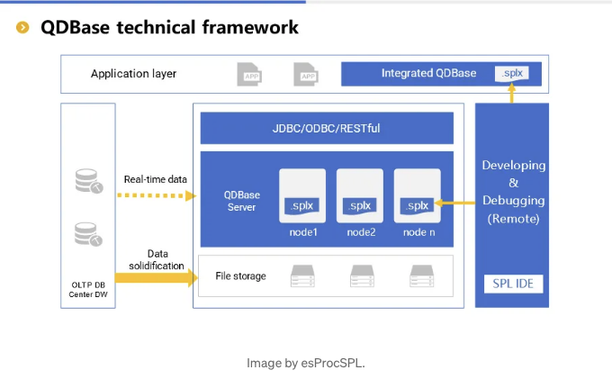 QDBase technical framework
Application layer
APP
APP
Integrated QDBase
.splx
JDBC/ODBC/RESTful
Real-time data
QDBase
Server
.splx
.splx
.splx
node1
node2
node n
Developing
&
Debugging
(Remote)
Data
solidification
File storage
OLTP DB
Center DW
SPL IDE
Image by esProcSPL.